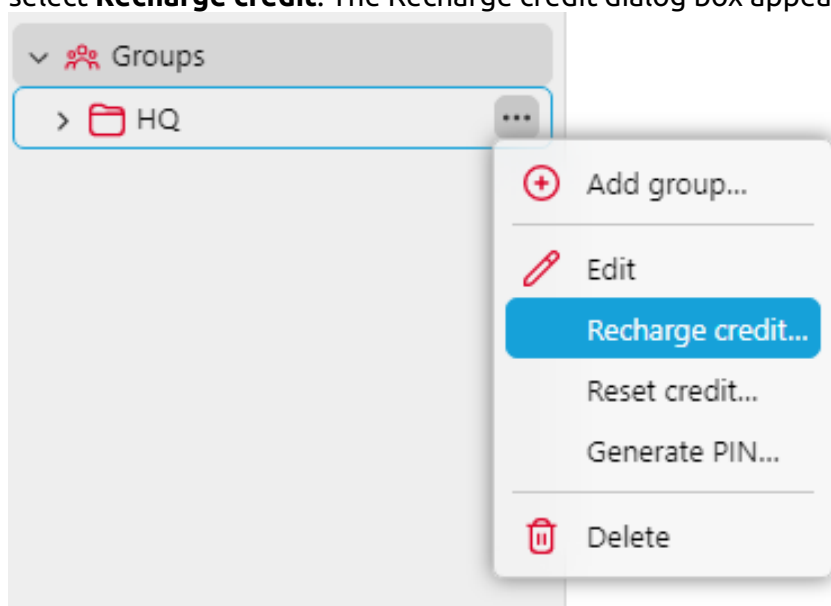 select Recharge credit. The Recharge credit dialog box appea
Groups
HQ
Add group...
Edit
Recharge credit...
Reset credit...
Generate PIN...
Delete